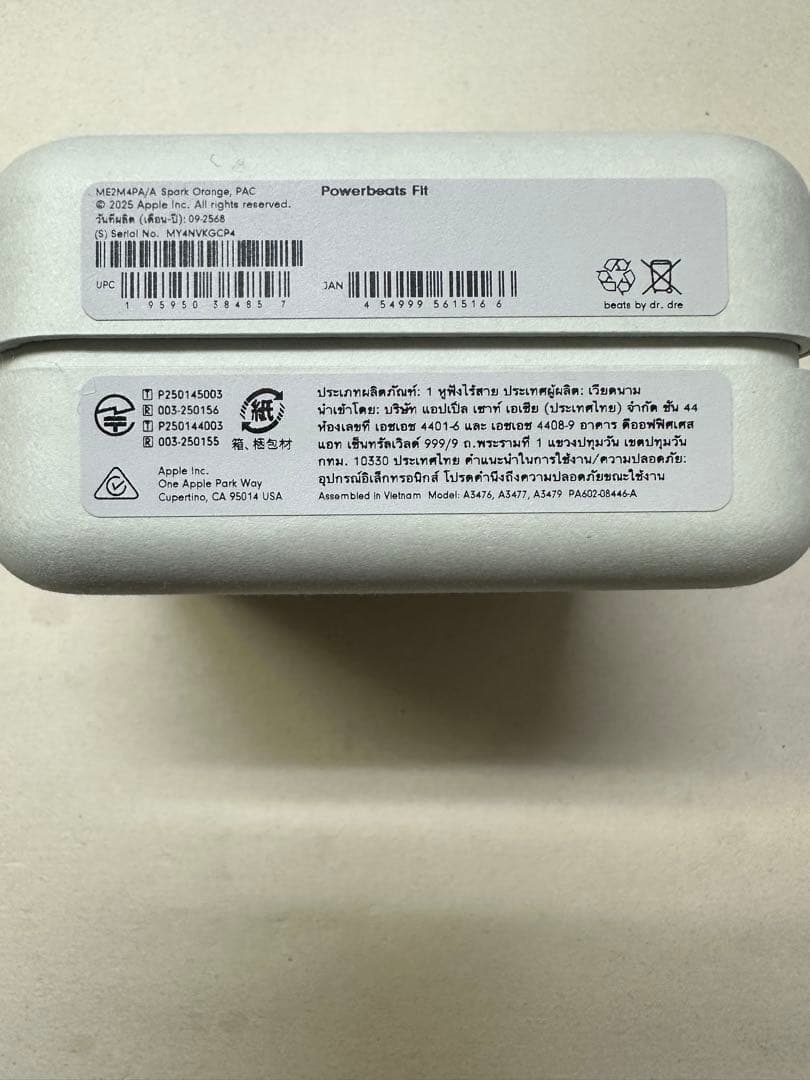 ME2M4PA/A Spark Orange, PAC
© 2025 Apple Inc. All rights reserved.
วันที่ผลิต (เดือน-ปี): 09-2568
(S) Serial No. MY4NVKGCP4
UPC
1 95950 38485 7
Powerbeats Fit
JAN
4 549995 615166
beats by dr. dre
T P250145003
R 003-250156
T P250144003
R 003-250155
紙
箱、梱包材
Apple Inc.
One Apple Park Way
Cupertino, CA 95014 USA
ประเภทผลิตภัณฑ์: 1 หูฟังไร้สาย ประเทศผู้ผลิต: เวียดนาม
นำเข้าโดย: บริษัท แอปเปิ้ล เซาท์ เอเชีย (ประเทศไทย) จำกัด ชั้น 44
ห้องเลขที่ เอชเอช 4401-6 และ เอชเอช 4408-9 อาคาร ดิออฟฟิศเศส
แอท เซ็นทรัลเวิลด์ 999/9 ถ.พระรามที่ 1 แขวงปทุมวัน เขตปทุมวัน
กทม. 10330 ประเทศไทย คำแนะนำในการใช้งาน/ความปลอดภัย:
อุปกรณ์อิเล็กทรอนิกส์ โปรดคำนึงถึงความปลอดภัยขณะใช้งาน
Assembled in Vietnam Model: A3476, A3477, A3479 PA602-08446-A